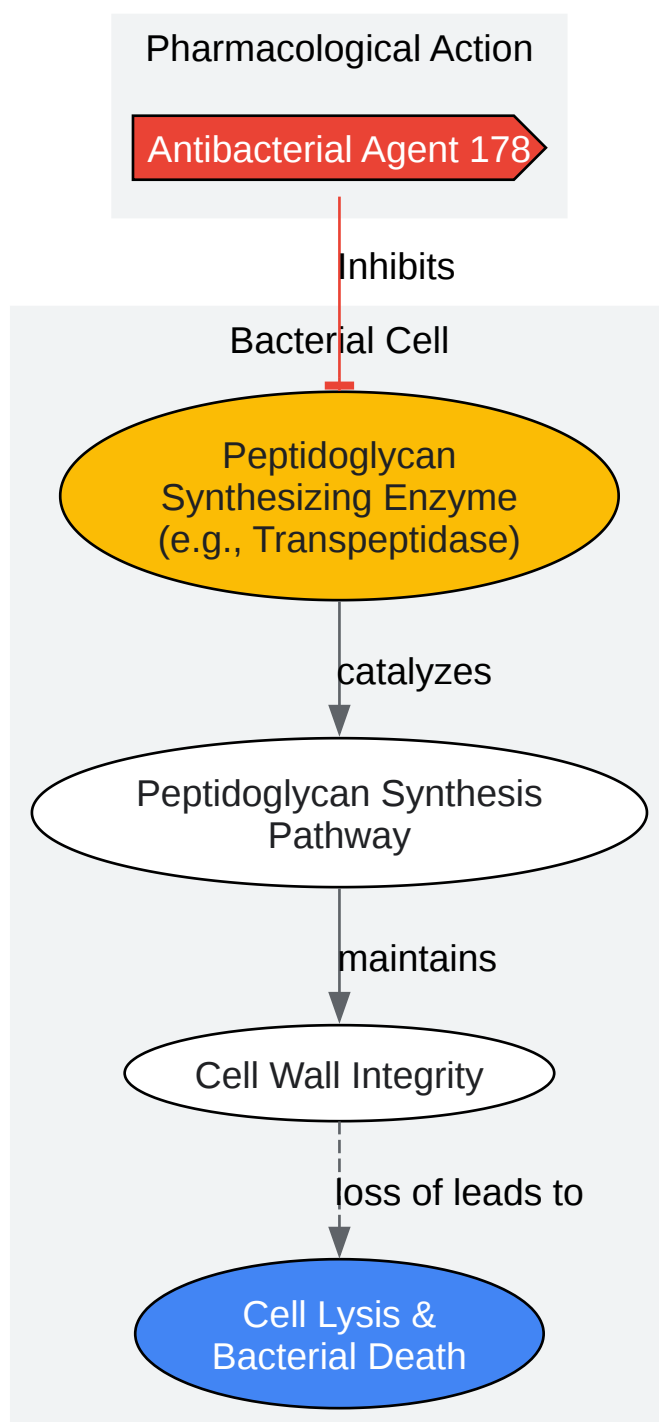 Pharmacological Action
Antibacterial Agent 178
Inhibits
Bacterial Cell
Peptidoglycan
Synthesizing Enzyme
(e.g., Transpeptidase)
catalyzes
Peptidoglycan Synthesis
Pathway
maintains
Cell Wall Integrity
loss of leads to
Cell Lysis &
Bacterial Death